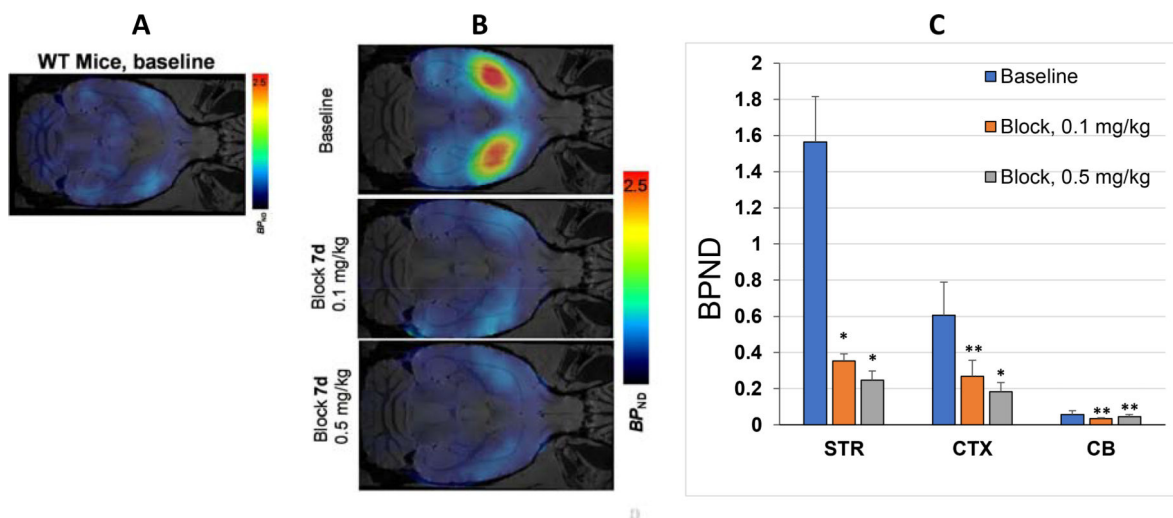 A
WT Mice, baseline
2.5
BPND
B
Baseline
Block 7d
0.1 mg/kg
Block 7d
0.5 mg/kg
2.5
BPND
C
BPND
2
1.8
1.6
1.4
1.2
1
0.8
0.6
0.4
0.2
0
Baseline
Block, 0.1 mg/kg
Block, 0.5 mg/kg
* * ** * ** **
STR CTX CB